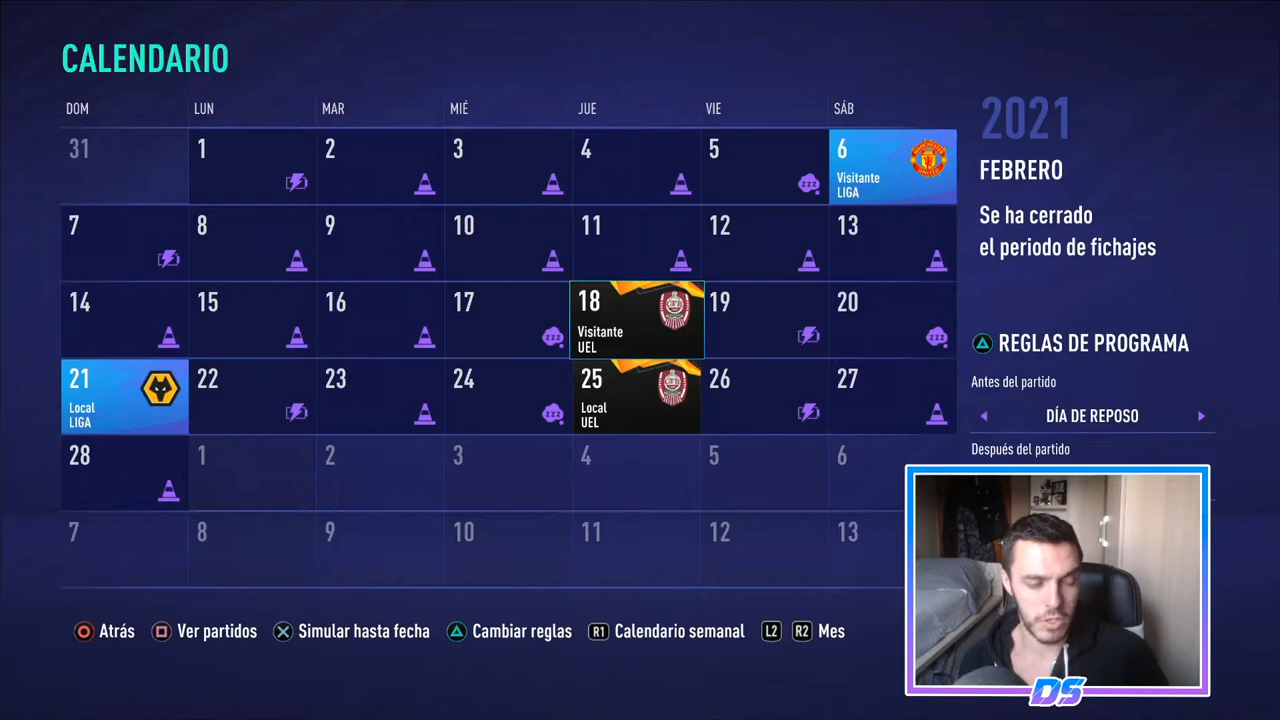 CALENDARIO
DOM LUN MAR MIÉ JUE VIE SÁB
31 1 2 3 4 5 6
Visitante
LIGA
7 8 9 10 11 12 13
14 15 16 17 18 19 20
Visitante
UEL
21 22 23 24 25 26 27
Local
LIGA
Local
UEL
28 1 2 3 4 5 6
7 8 9 10 11 12 13
2021
FEBRERO
Se ha cerrado
el periodo de fichajes
REGLAS DE PROGRAMA
Antes del partido
DÍA DE REPOSO
Después del partido
Atrás Ver partidos Simular hasta fecha Cambiar reglas R1 Calendario semanal L2 R2 Mes
DS